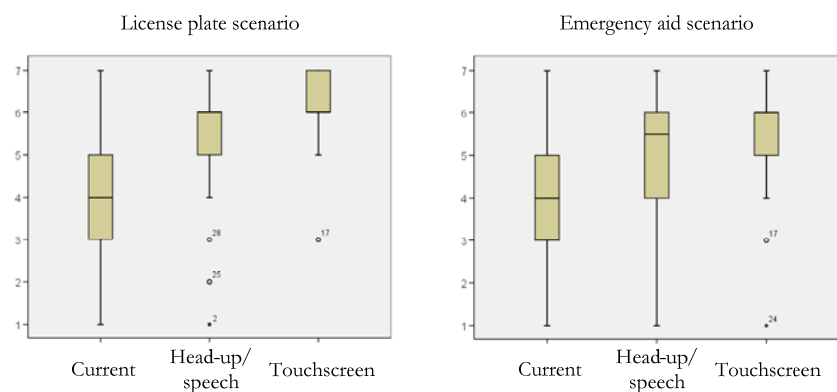 License plate scenario
7
6
5
4
3
2
1
28
25
2
17
Current
Head-up/
speech
Touchscreen
Emergency aid scenario
7
6
5
4
3
2
1
17
24
Current
Head-up/
speech
Touchscreen